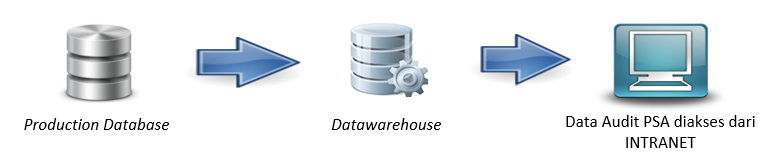 Production Database
Datawarehouse
Data Audit PSA diakses dari
INTRANET